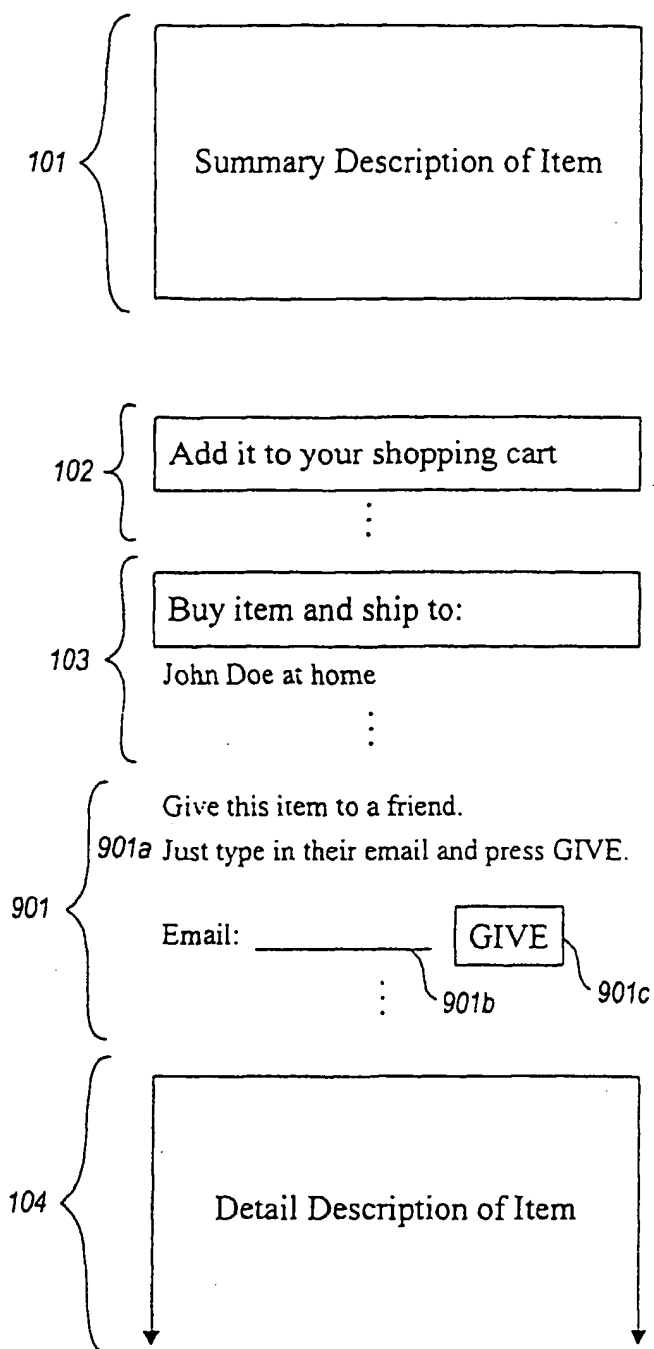 101
Summary Description of Item
102
Add it to your shopping cart
103
Buy item and ship to:
John Doe at home
901
Give this item to a friend.
901a Just type in their email and press GIVE.
Email: GIVE
901b
901c
104
Detail Description of Item